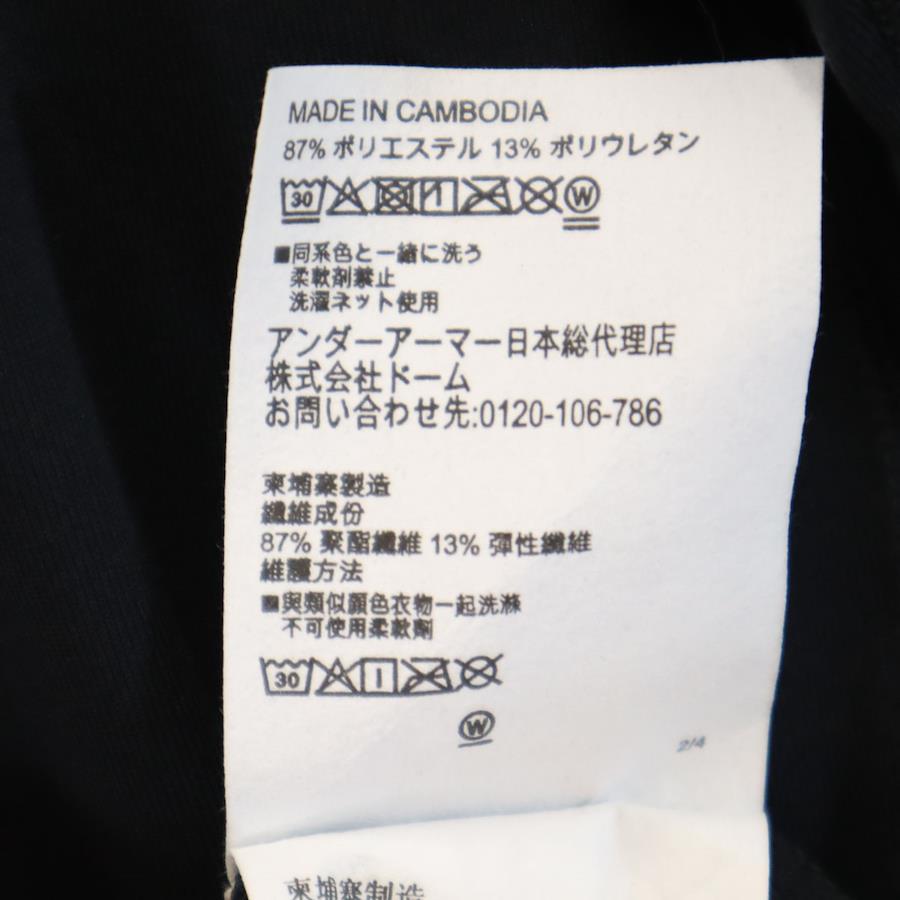 MADE IN CAMBODIA
87% ポリエステル 13% ポリウレタン
30 W
■同系色と一緒に洗う
柔軟剤禁止
洗濯ネット使用
アンダーアーマー日本総代理店
株式会社ドーム
お問い合わせ先:0120-106-786
柬埔寨製造
纖維成份
87% 聚酯纖維 13% 彈性纖維
維護方法
■與類似顏色衣物一起洗滌
不可使用柔軟劑
30
W
2/4
柬埔寨制造